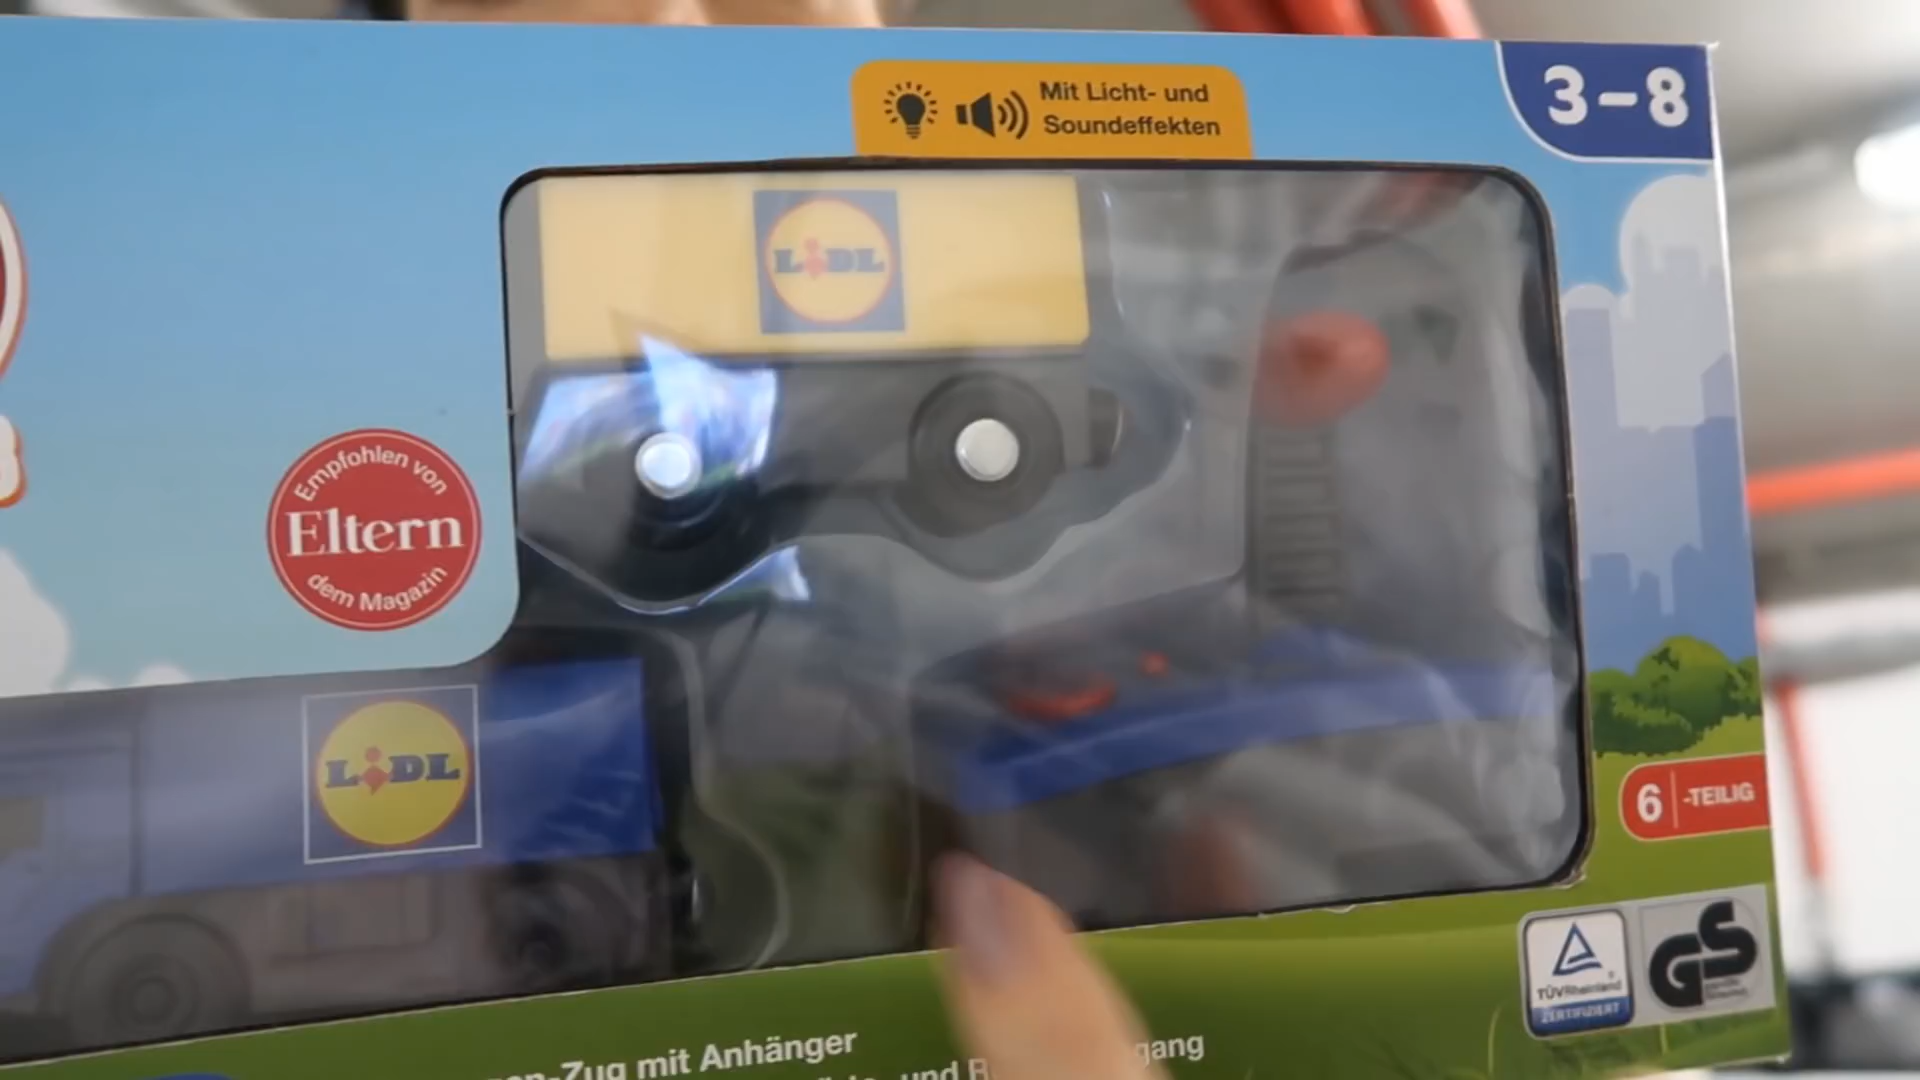 Mit Licht- und
Soundeffekten
3-8
LIDL
Empfohlen von
Eltern
dem Magazin
LIDL
6 -TEILIG
TÜVRheinland
ZERTIFIZIERT
GS
-Zug mit Anhänger
und
gang